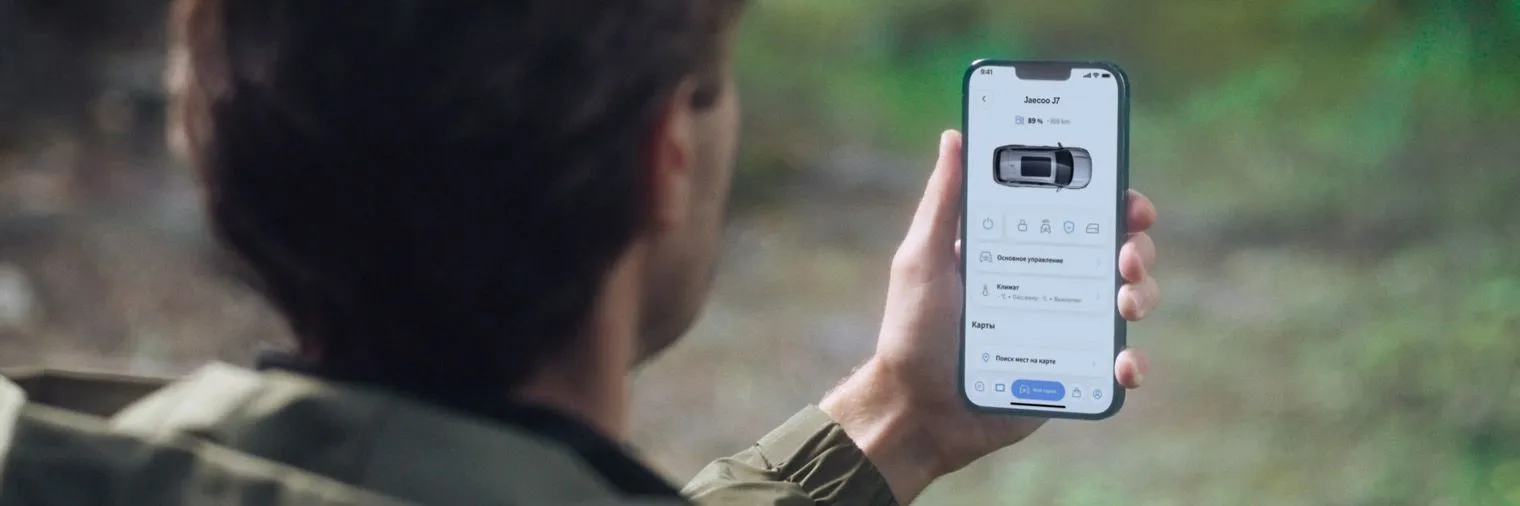 9:41
Jaecoo J7
89 %
Основное управление
Климат
Карты
Поиск мест на карте